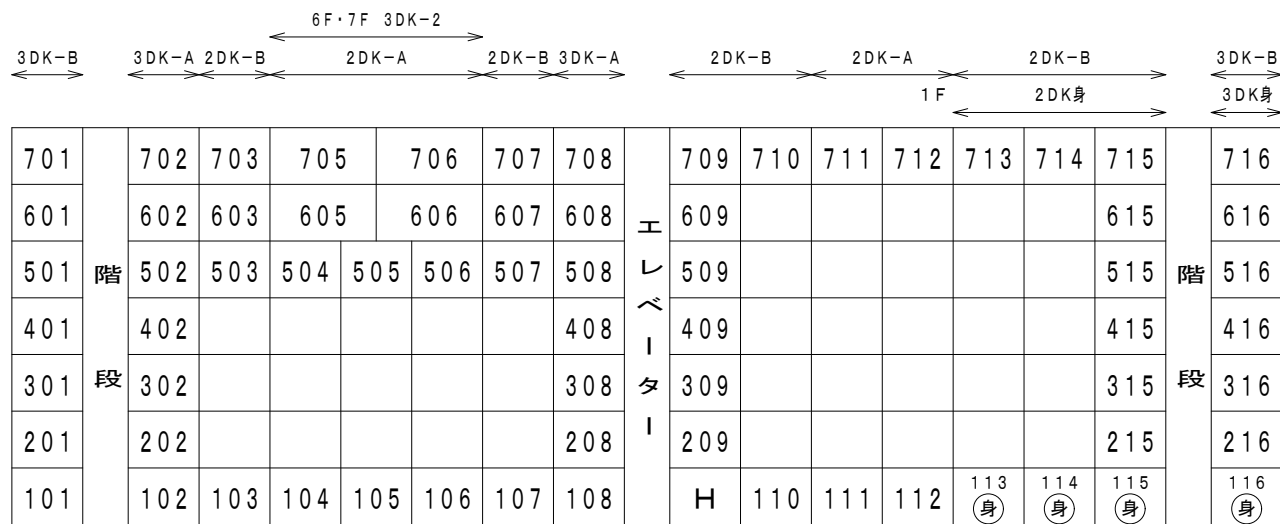 6F・7F 3DK-2
3DK-B 3DK-A 2DK-B 2DK-A 2DK-B 3DK-A 2DK-B 2DK-A 2DK-B 3DK-B
1F 2DK身 3DK身
701 702 703 705 706 707 708 709 710 711 712 713 714 715 716
601 602 603 605 606 607 608 609 615 616
501 502 503 504 505 506 507 508 509 515 516
401 402 408 409 415 416
301 302 308 309 315 316
201 202 208 209 215 216
101 102 103 104 105 106 107 108 H 110 111 112 113 114 115 116
身 身 身 身
階段
エレベーター
階段